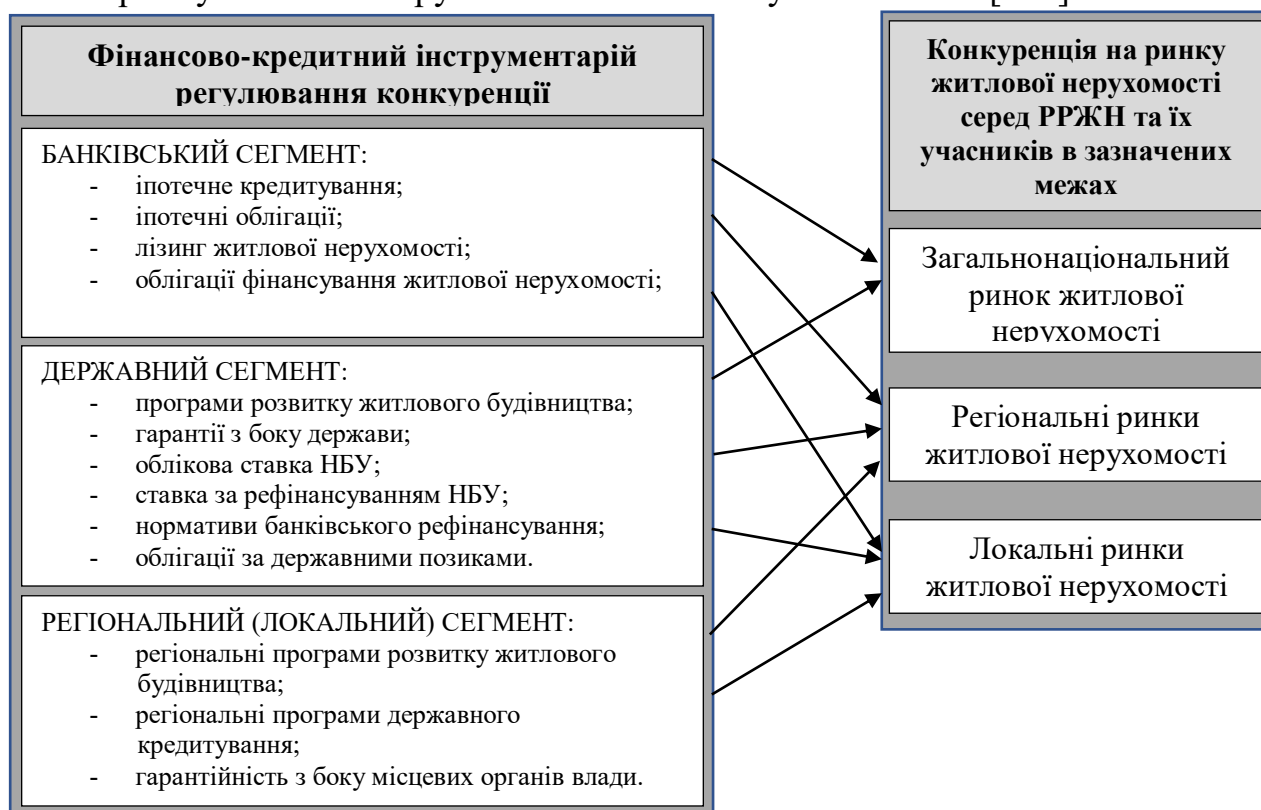 Фінансово-кредитний інструментарій
регулювання конкуренції
БАНКІВСЬКИЙ СЕГМЕНТ:
- іпотечне кредитування;
- іпотечні облігації;
- лізинг житлової нерухомості;
- облігації фінансування житлової нерухомості;
ДЕРЖАВНИЙ СЕГМЕНТ:
- програми розвитку житлового будівництва;
- гарантії з боку держави;
- облікова ставка НБУ;
- ставка за рефінансуванням НБУ;
- нормативи банківського рефінансування;
- облігації за державними позиками.
РЕГІОНАЛЬНИЙ (ЛОКАЛЬНИЙ) СЕГМЕНТ:
- регіональні програми розвитку житлового
будівництва;
- регіональні програми державного
кредитування;
- гарантійність з боку місцевих органів влади.
Конкуренція на ринку
житлової нерухомості
серед РРЖН та їх
учасників в зазначених
межах
Загальнонаціональний
ринок житлової
нерухомості
Регіональні ринки
житлової нерухомості
Локальні ринки
житлової нерухомості